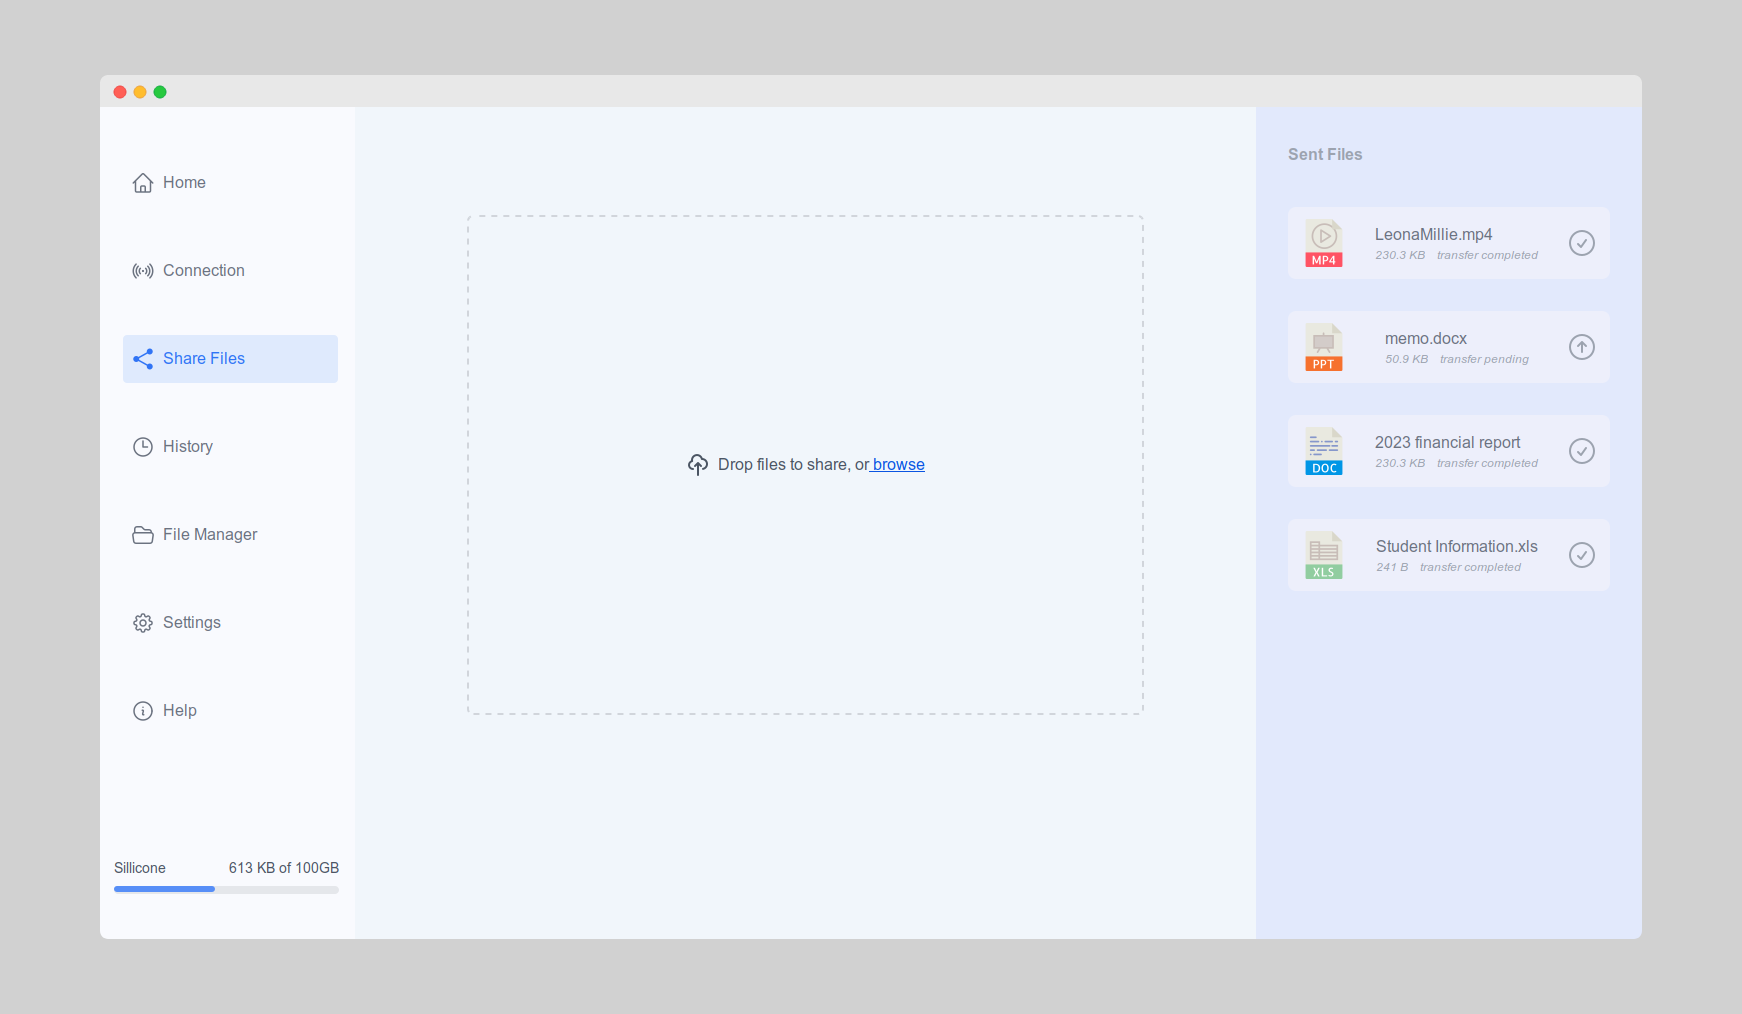 Home
Connection
Share Files
History
File Manager
Settings
Help
Sillicone 613 KB of 100GB
Drop files to share, or browse
Sent Files
MP4
LeonaMillie.mp4
230.3 KB transfer completed
PPT
memo.docx
50.9 KB transfer pending
DOC
2023 financial report
230.3 KB transfer completed
XLS
Student Information.xls
241 B transfer completed